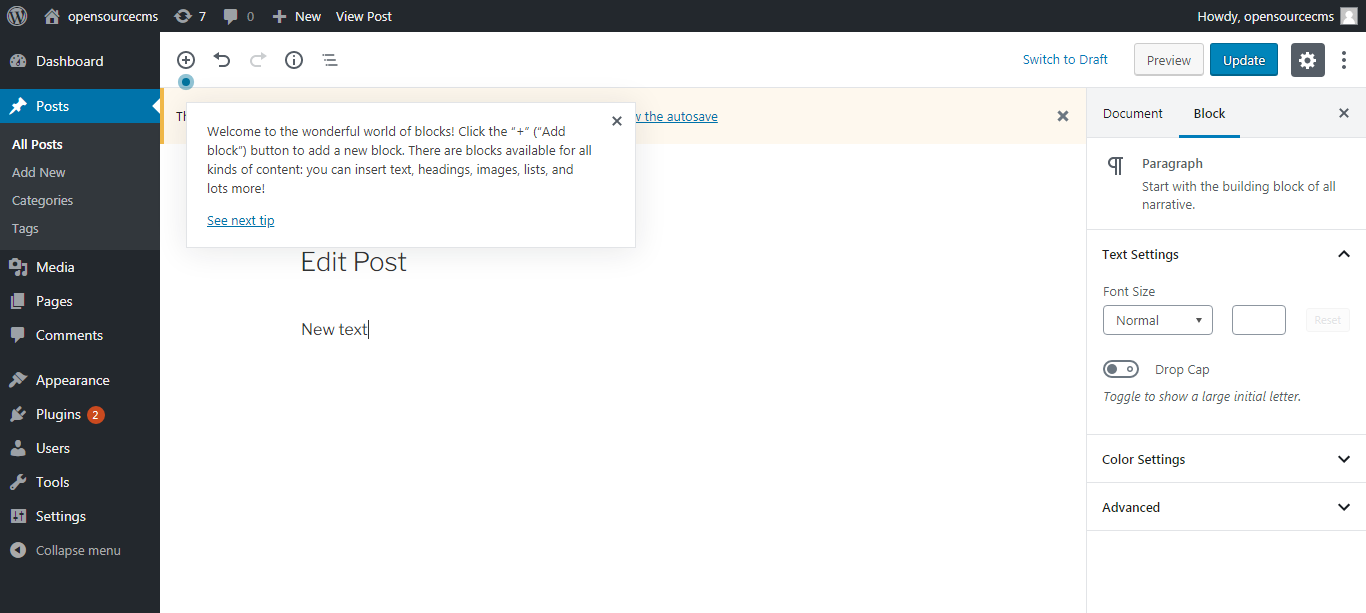 opensourcecms 7 0 New View Post Howdy, opensourcecms
Dashboard
Posts
All Posts
Add New
Categories
Tags
Media
Pages
Comments
Appearance
Plugins 2
Users
Tools
Settings
Collapse menu
Switch to Draft Preview Update
the autosave
Welcome to the wonderful world of blocks! Click the “+” (“Add
block”) button to add a new block. There are blocks available for all
kinds of content: you can insert text, headings, images, lists, and
lots more!
See next tip
Edit Post
New text
Document Block
Paragraph
Start with the building block of all
narrative.
Text Settings
Font Size
Normal Reset
Drop Cap
Toggle to show a large initial letter.
Color Settings
Advanced